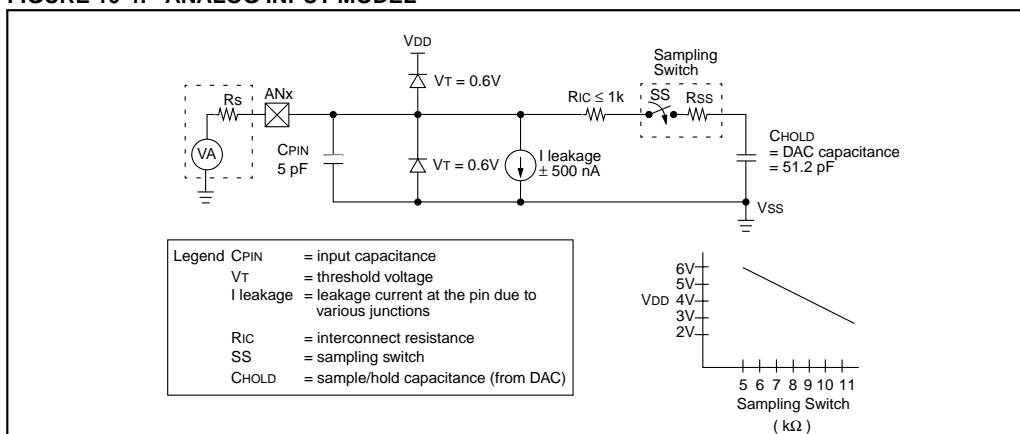 FIGURE 10-4: ANALOG INPUT MODEL
VDD
Sampling
Switch
VT = 0.6V
ANx
RS
RIC ≤ 1k
SS
RSS
VA
CPIN
5 pF
VT = 0.6V
I leakage
± 500 nA
CHOLD
= DAC capacitance
= 51.2 pF
VSS
Legend CPIN = input capacitance
VT = threshold voltage
I leakage = leakage current at the pin due to
various junctions
RIC = interconnect resistance
SS = sampling switch
CHOLD = sample/hold capacitance (from DAC)
6V
5V
VDD 4V
3V
2V
5 6 7 8 9 10 11
Sampling Switch
( kΩ )